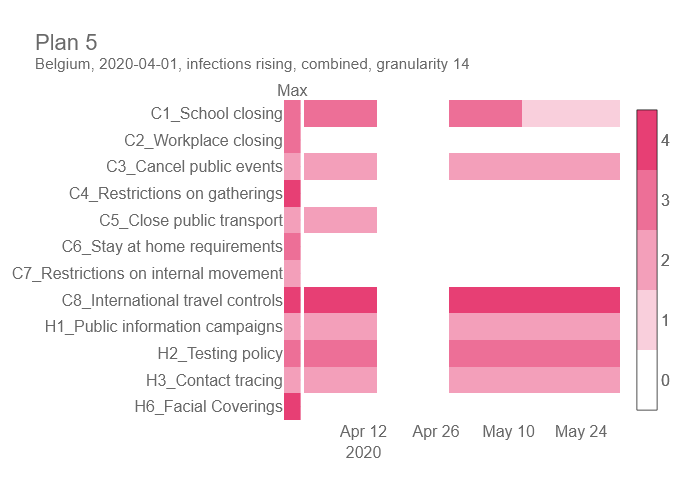 Plan 5
Belgium, 2020-04-01, infections rising, combined, granularity 14
Max
C1_School closing
C2_Workplace closing
C3_Cancel public events
C4_Restrictions on gatherings
C5_Close public transport
C6_Stay at home requirements
C7_Restrictions on internal movement
C8_International travel controls
H1_Public information campaigns
H2_Testing policy
H3_Contact tracing
H6_Facial Coverings
Apr 12 Apr 26 May 10 May 24
2020
4
3
2
1
0